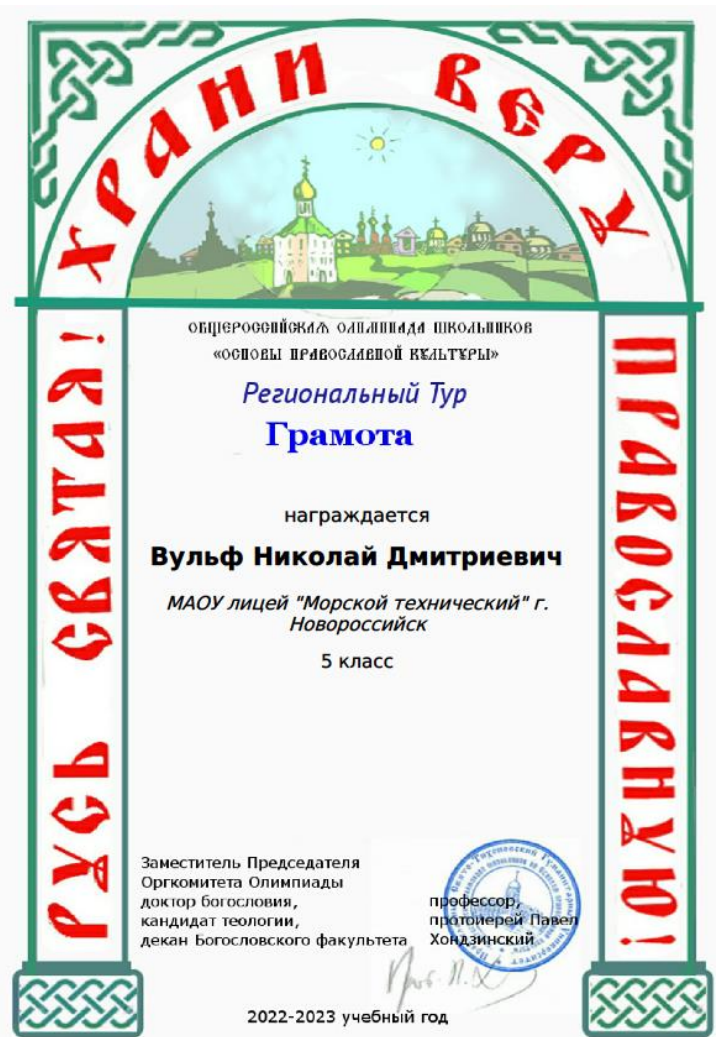 РУСЬ СВЯТАЯ!
ХРАНИ ВЕРУ
ПРАВОСЛАВНУЮ!
ОБЩЕРОССИЙСКАЯ ОЛИМПИАДА ШКОЛЬНИКОВ
«ОСНОВЫ ПРАВОСЛАВНОЙ КУЛЬТУРЫ»
Региональный Тур
Грамота
награждается
Вульф Николай Дмитриевич
МАОУ лицей "Морской технический" г.
Новороссийск
5 класс
Заместитель Председателя
Оргкомитета Олимпиады
доктор богословия, профессор,
кандидат теологии, протоиерей Павел
декан Богословского факультета Хондзинский
2022-2023 учебный год